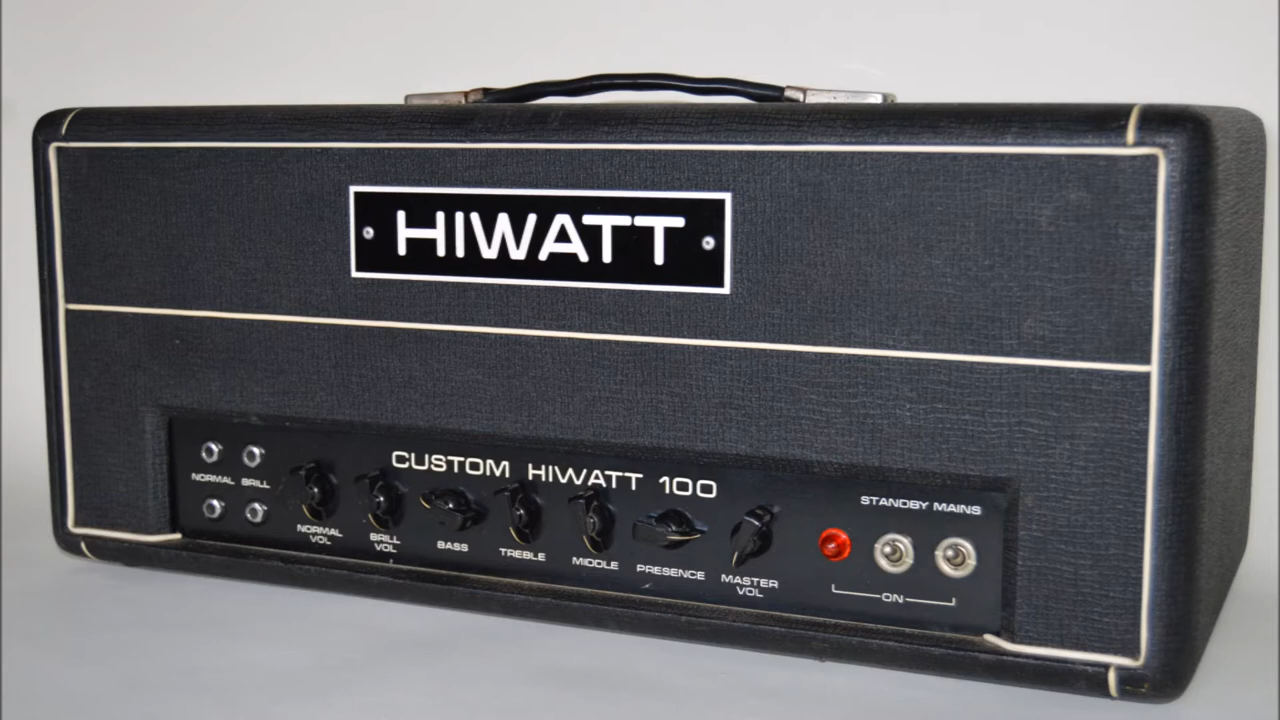 HIWATT
CUSTOM HIWATT 100
NORMAL BRILL
NORMAL
VOL
BRILL
VOL
BASS
TREBLE
MIDDLE
PRESENCE
MASTER
VOL
STANDBY MAINS
ON